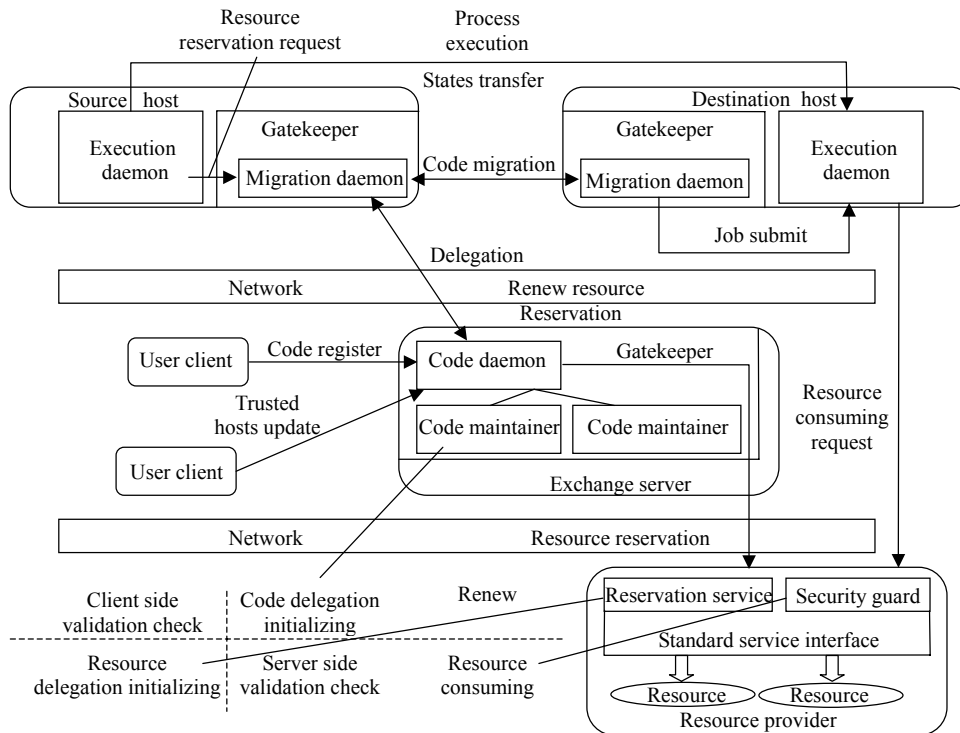 Resource
reservation request
Process
execution
States transfer
Source host
Destination host
Execution
daemon
Gatekeeper
Migration daemon
Code migration
Gatekeeper
Migration daemon
Execution
daemon
Job submit
Delegation
Network
Renew resource
Reservation
User client
Code register
Code daemon
Gatekeeper
Trusted
hosts update
Code maintainer
Code maintainer
Resource
consuming
request
User client
Exchange server
Network
Resource reservation
Client side
validation check
Code delegation
initializing
Renew
Reservation service
Security guard
Standard service interface
Resource
delegation initializing
Server side
validation check
Resource
consuming
Resource
Resource
Resource provider